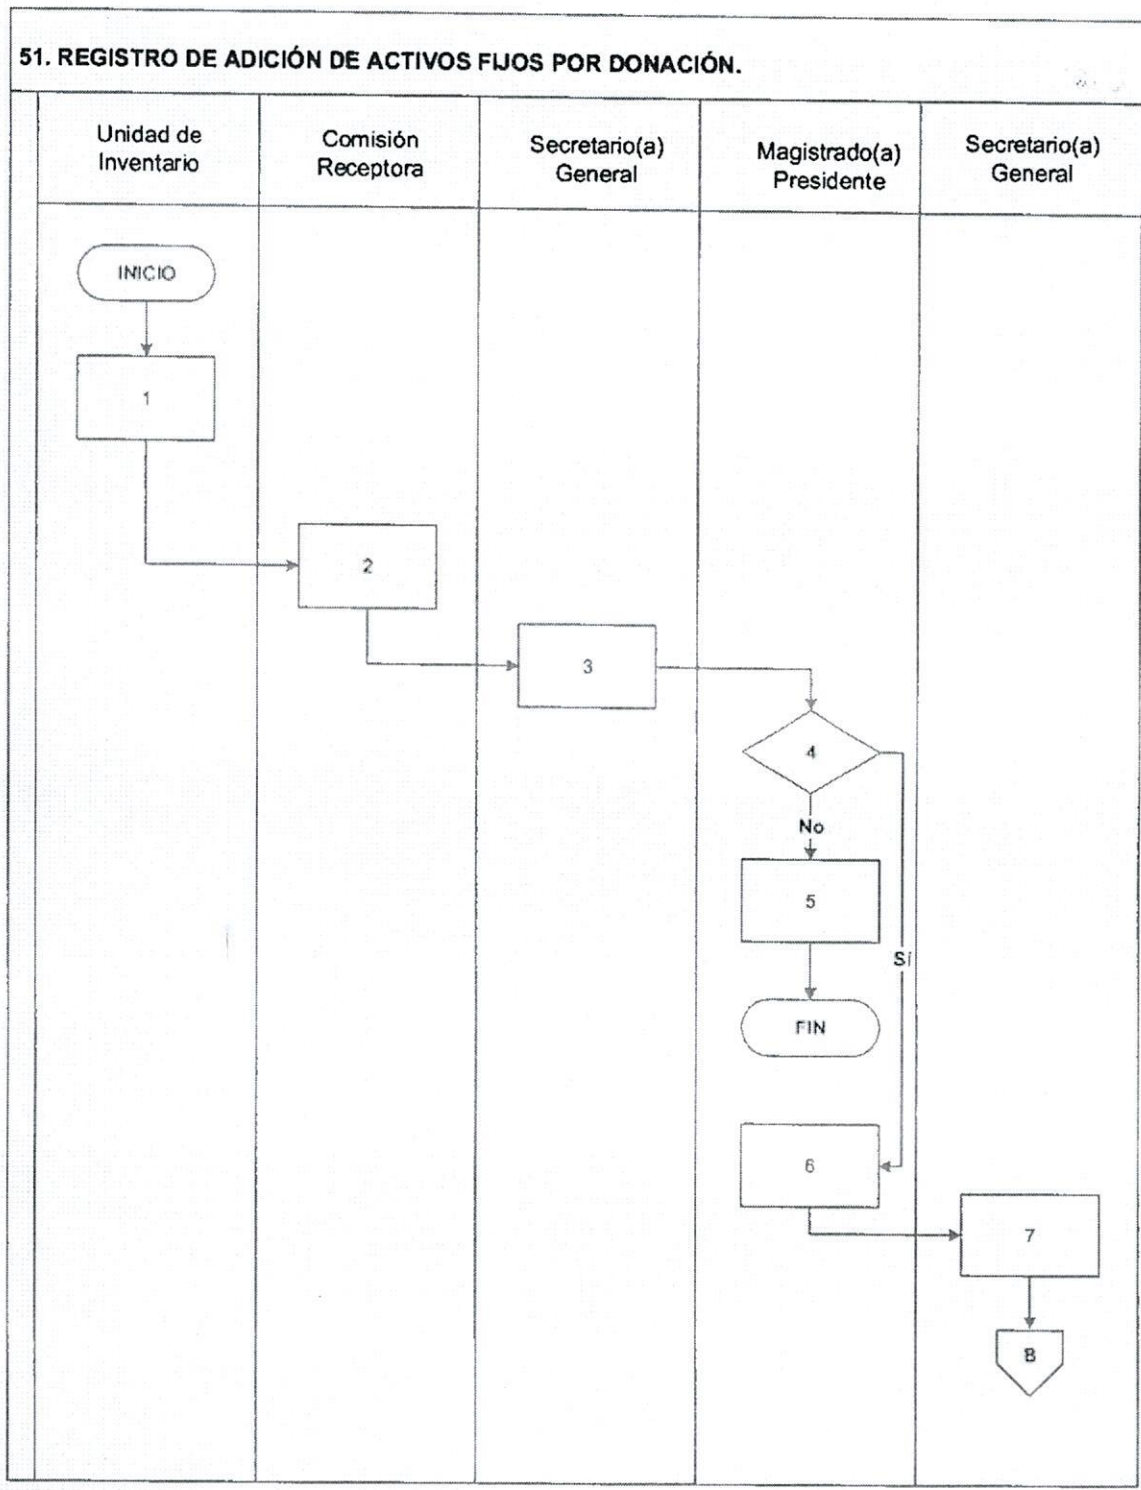 51. REGISTRO DE ADICIÓN DE ACTIVOS FIJOS POR DONACIÓN.
Unidad de
Inventario
Comisión
Receptora
Secretario(a)
General
Magistrado(a)
Presidente
Secretario(a)
General
INICIO
1
2
3
4
No
5
Sí
FIN
6
7
B